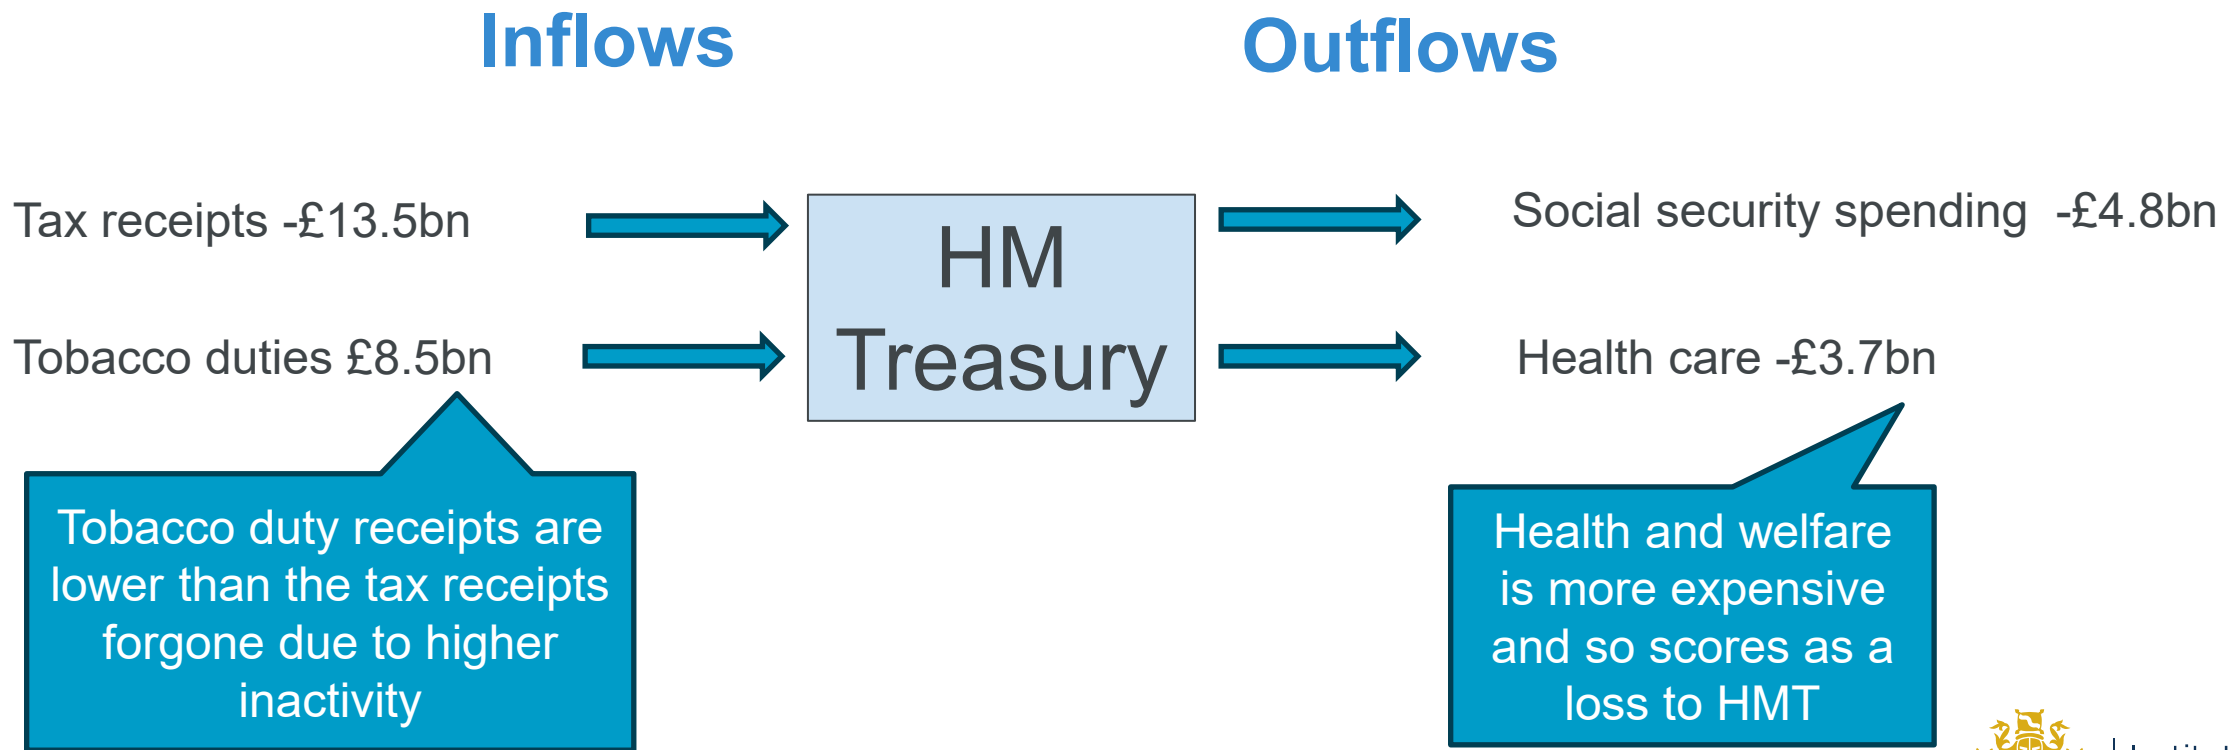 Inflows
Outflows
Tax receipts -£13.5bn
HM
Treasury
Social security spending  -£4.8bn
Tobacco duties £8.5bn
Health care -£3.7bn
Tobacco duty receipts are
lower than the tax receipts
forgone due to higher
inactivity
Health and welfare
is more expensive
and so scores as a
loss to HMT